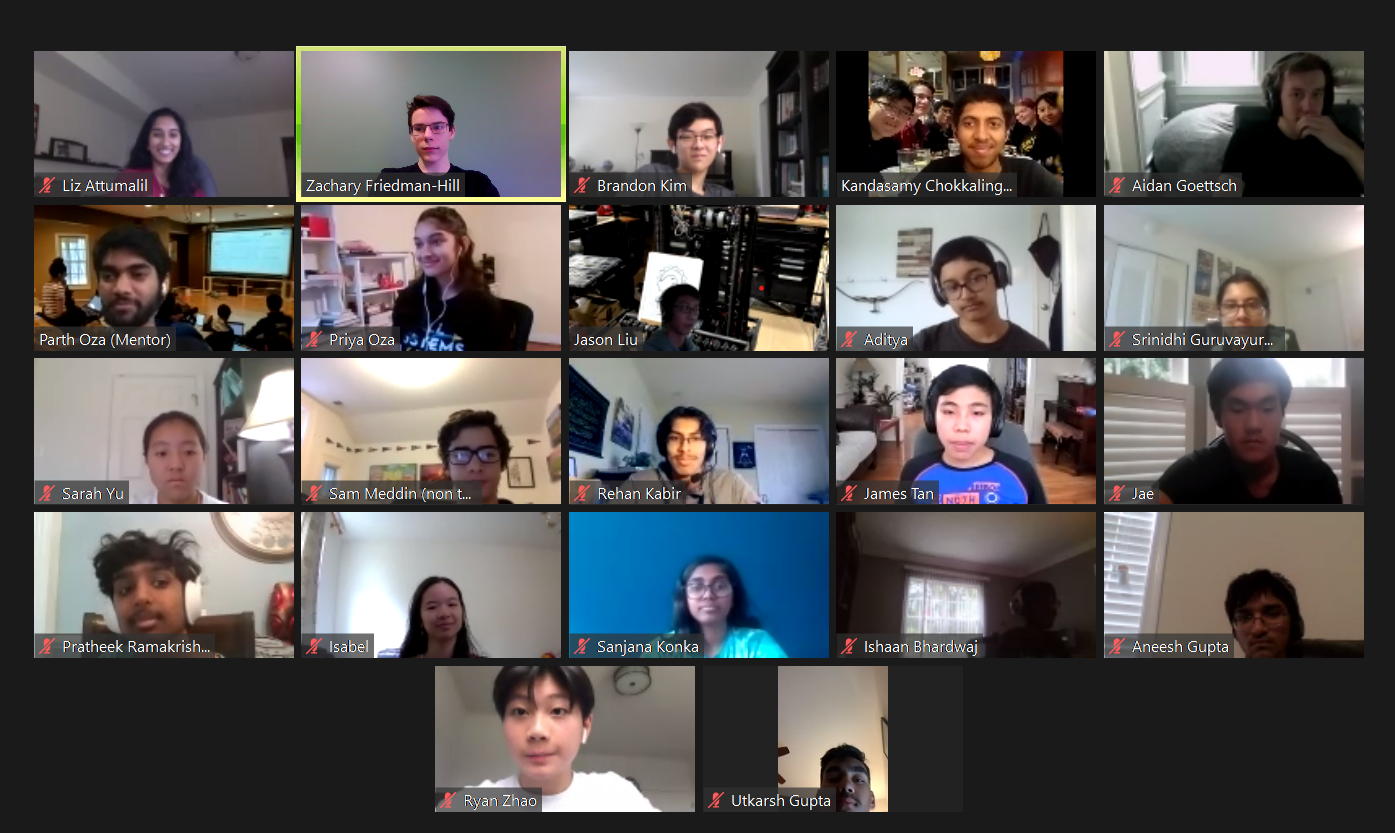 Liz Attumalil
Zachary Friedman-Hill
Brandon Kim
Kandasamy Chokkaling...
Aidan Goettsch
Parth Oza (Mentor)
Priya Oza
Jason Liu
Aditya
Srinidhi Guruvayur...
Sarah Yu
Sam Meddin (non t...
Rehan Kabir
James Tan
Jae
Pratheek Ramakrish...
Isabel
Sanjana Konka
Ishaan Bhardwaj
Aneesh Gupta
Ryan Zhao
Utkarsh Gupta